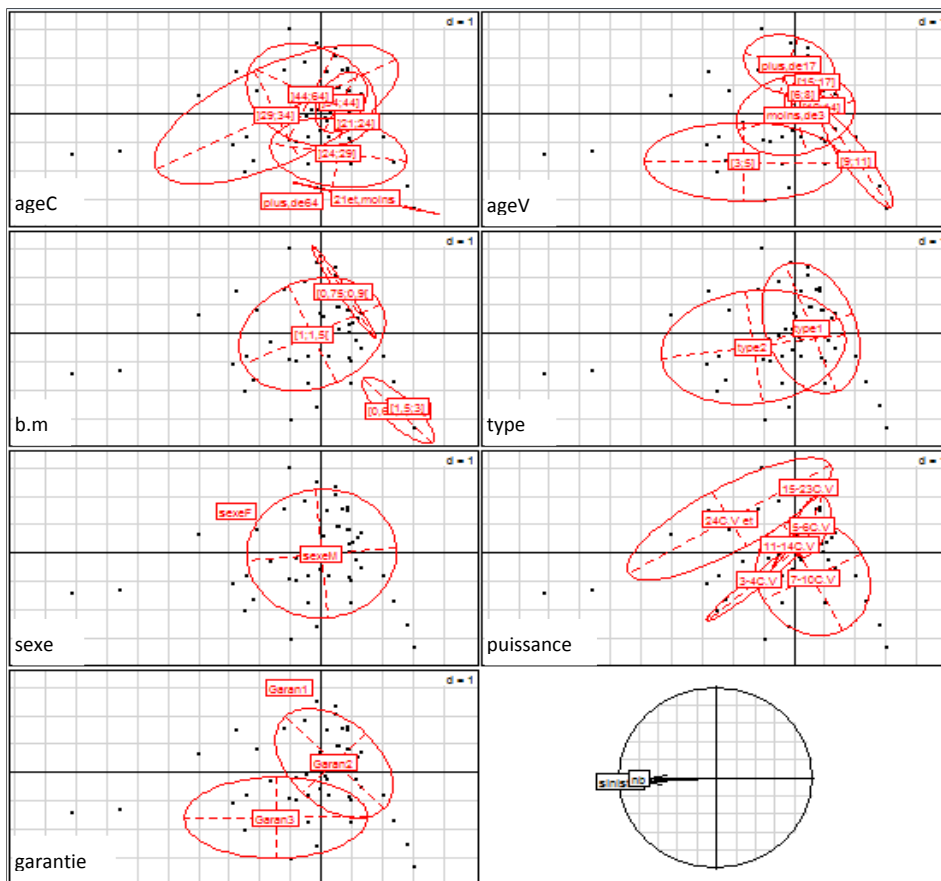 d = 1
]44;64]
]29;34]
]21;24]
]24;29]
plus,de64
21et,moins
ageC
d = 1
plus,de17
]15;17]
[6;8]
moins,de3
[3;5]
[9;11]
ageV
d = 1
[0,75;0,9[
[1;1,5[
[1,5;3]
b.m
d = 1
type1
type2
type
d = 1
sexeF
sexeM
sexe
d = 1
15-23C.V
24C,V et
5-6C.V
11-14C.V
3-4C.V
7-10C.V
puissance
d = 1
Garan1
Garan2
Garan3
garantie
nb